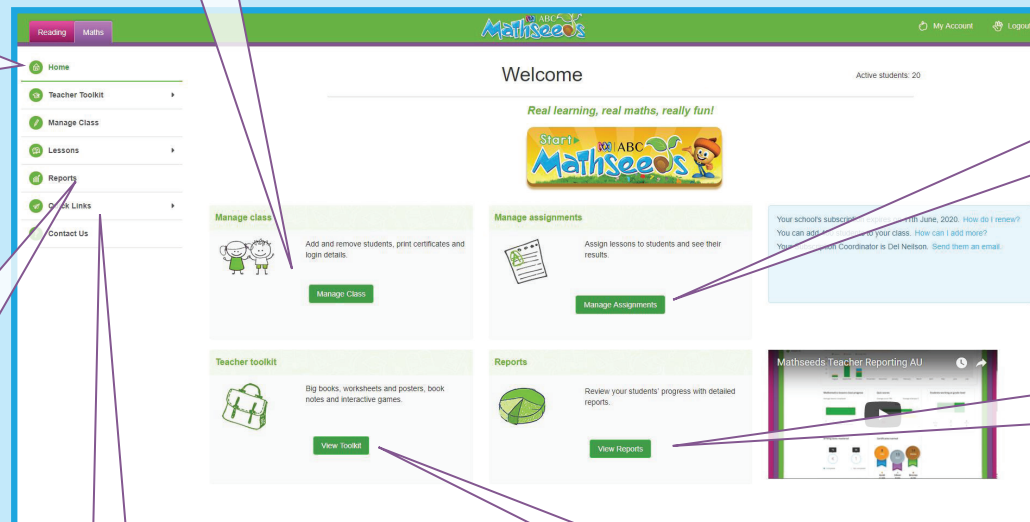 Reading
Maths
ABC
Mathseeds
My Account
Logout
Home
Teacher Toolkit
Manage Class
Lessons
Reports
Quick Links
Contact Us
Welcome
Active students: 20
Real learning, real maths, really fun!
Start
ABC
Mathseeds
Manage class
Add and remove students, print certificates and
login details.
Manage Class
Manage assignments
Assign lessons to students and see their
results.
Manage Assignments
Your school's June, 2020. How do I renew?
You can add to your class. How can I add more?
Coordinator is Del Neilson. Send them an email.
Teacher toolkit
Big books, worksheets and posters, book
notes and interactive games.
View Toolkit
Reports
Review your students' progress with detailed
reports.
View Reports
Mathseeds Teacher Reporting AU